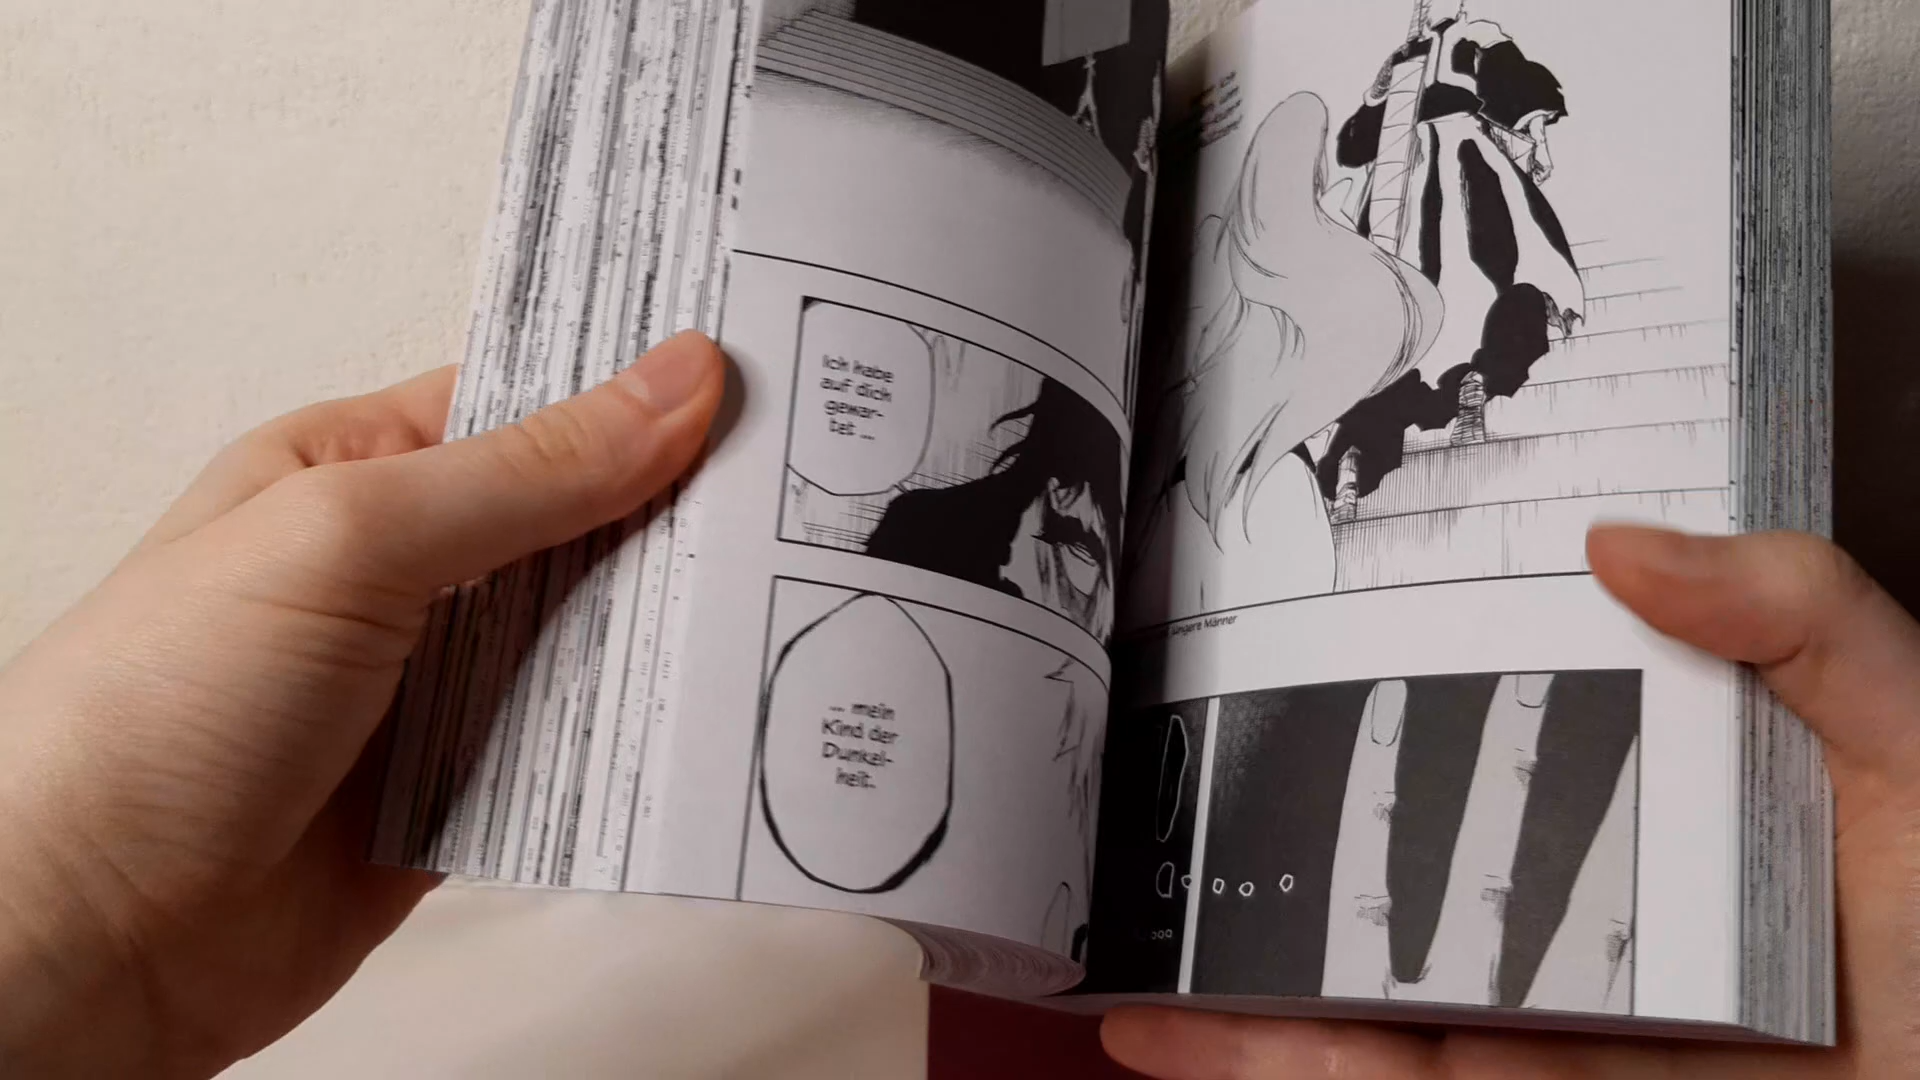 Ich habe
auf dich
gewar-
tet ...
... mein
Kind der
Dunkel-
heit.
jüngere Männer